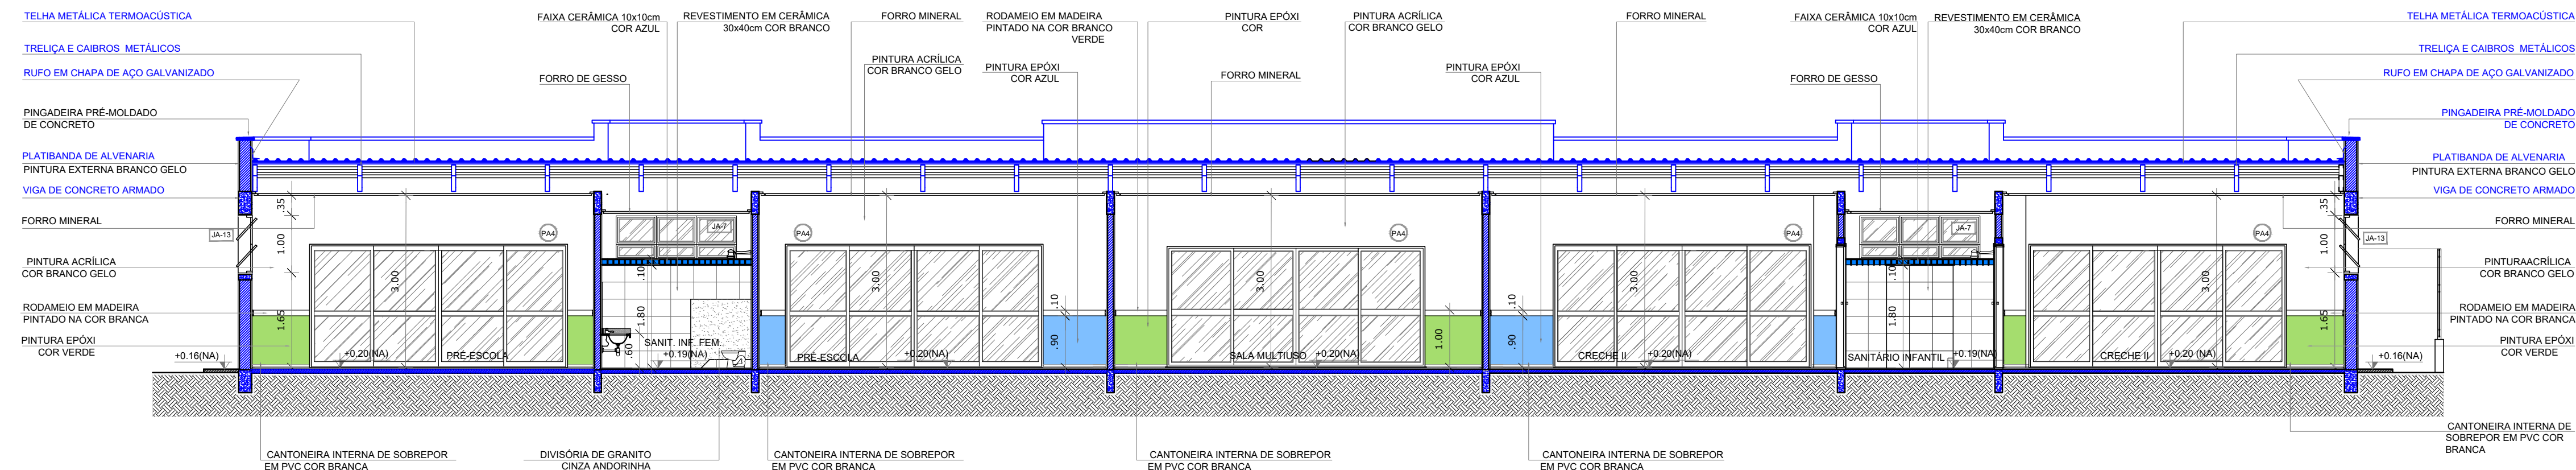 TELHA METÁLICA TERMOACÚSTICA
TRELIÇA E CAIBROS METÁLICOS
RUFO EM CHAPA DE AÇO GALVANIZADO
PINGADEIRA PRÉ-MOLDADO
DE CONCRETO
PLATIBANDA DE ALVENARIA
PINTURA EXTERNA BRANCO GELO
VIGA DE CONCRETO ARMADO
FORRO MINERAL
PINTURA ACRÍLICA
COR BRANCO GELO
RODAMEIO EM MADEIRA
PINTADO NA COR BRANCA
PINTURA EPÓXI
COR VERDE
FAIXA CERÂMICA 10x10cm
COR AZUL
REVESTIMENTO EM CERÂMICA
30x40cm COR BRANCO
FORRO DE GESSO
FORRO MINERAL
PINTURA ACRÍLICA
COR BRANCO GELO
RODAMEIO EM MADEIRA
PINTADO NA COR BRANCO
VERDE
PINTURA EPÓXI
COR AZUL
PINTURA EPÓXI
COR
FORRO MINERAL
PINTURA ACRÍLICA
COR BRANCO GELO
PINTURA EPÓXI
COR AZUL
FORRO MINERAL
FAIXA CERÂMICA 10x10cm
COR AZUL
REVESTIMENTO EM CERÂMICA
30x40cm COR BRANCO
FORRO DE GESSO
TELHA METÁLICA TERMOACÚSTICA
TRELIÇA E CAIBROS METÁLICOS
RUFO EM CHAPA DE AÇO GALVANIZADO
PINGADEIRA PRÉ-MOLDADO
DE CONCRETO
PLATIBANDA DE ALVENARIA
PINTURA EXTERNA BRANCO GELO
VIGA DE CONCRETO ARMADO
FORRO MINERAL
PINTURAACRÍLICA
COR BRANCO GELO
RODAMEIO EM MADEIRA
PINTADO NA COR BRANCA
PINTURA EPÓXI
COR VERDE
+0.16(NA)
JA-13
.35
1.00
1.65
3.00
PA4
+0.20(NA)
PRÉ-ESCOLA
JA-7
.10
1.80
.60
SANIT. INF. FEM.
+0.19(NA)
PA4
3.00
PRÉ-ESCOLA
+0.20(NA)
.10
.90
3.00
PA4
SALA MULTIUSO
+0.20(NA)
1.00
.10
.90
3.00
PA4
CRECHE II
+0.20(NA)
JA-7
.10
1.80
SANITÁRIO INFANTIL
+0.19(NA)
3.00
PA4
CRECHE II
+0.20 (NA)
.35
1.00
1.65
JA-13
+0.16(NA)
CANTONEIRA INTERNA DE SOBREPOR
EM PVC COR BRANCA
DIVISÓRIA DE GRANITO
CINZA ANDORINHA
CANTONEIRA INTERNA DE SOBREPOR
EM PVC COR BRANCA
CANTONEIRA INTERNA DE SOBREPOR
EM PVC COR BRANCA
CANTONEIRA INTERNA DE SOBREPOR
EM PVC COR BRANCA
CANTONEIRA INTERNA DE
SOBREPOR EM PVC COR
BRANCA